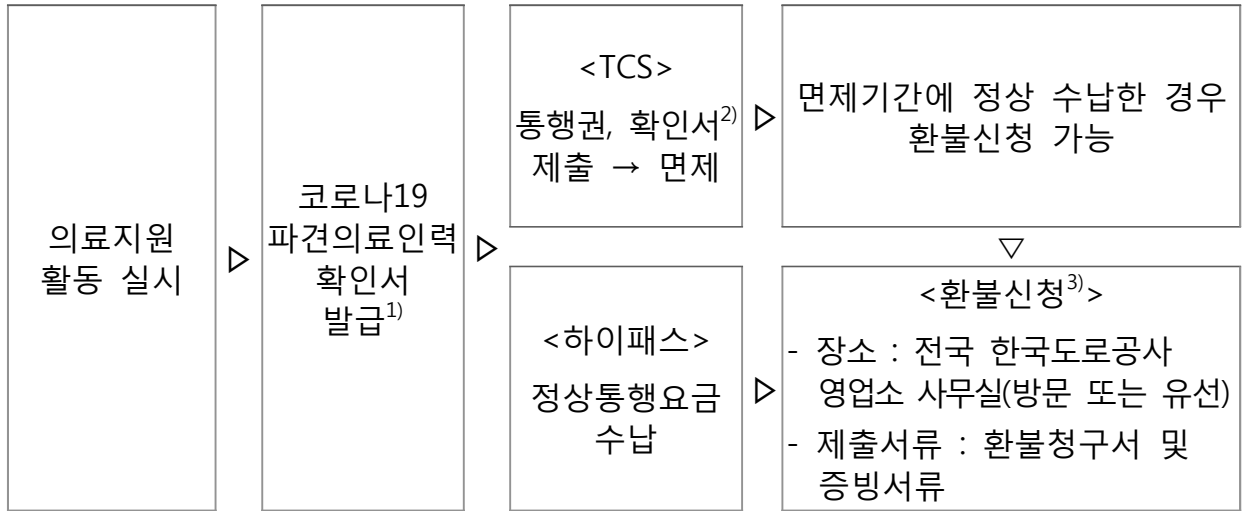 의료지원
활동 실시
▷
코로나19
파견의료인력
확인서
발급1)
▷
<TCS>
통행권, 확인서2)
제출 → 면제
▷
면제기간에 정상 수납한 경우
환불신청 가능
▽
<하이패스>
정상통행요금
수납
▷
<환불신청3)>
- 장소 : 전국 한국도로공사
영업소 사무실(방문 또는 유선)
- 제출서류 : 환불청구서 및
증빙서류